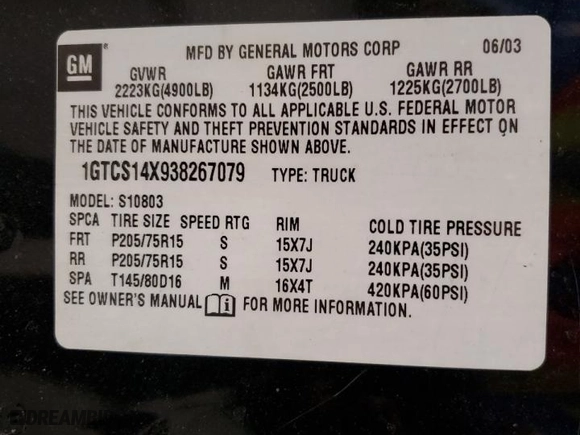 GM
MFD BY GENERAL MOTORS CORP 06/03
GVWR GAWR FRT GAWR RR
2223KG(4900LB) 1134KG(2500LB) 1225KG(2700LB)
THIS VEHICLE CONFORMS TO ALL APPLICABLE U.S. FEDERAL MOTOR
VEHICLE SAFETY AND THEFT PREVENTION STANDARDS IN EFFECT ON
THE DATE OF MANUFACTURE SHOWN ABOVE.
1GTCS14X938267079 TYPE: TRUCK
MODEL: S10803
SPCA TIRE SIZE SPEED RTG RIM COLD TIRE PRESSURE
FRT P205/75R15 S 15X7J 240KPA(35PSI)
RR P205/75R15 S 15X7J 240KPA(35PSI)
SPA T145/80D16 M 16X4T 420KPA(60PSI)
SEE OWNER'S MANUAL i FOR MORE INFORMATION.